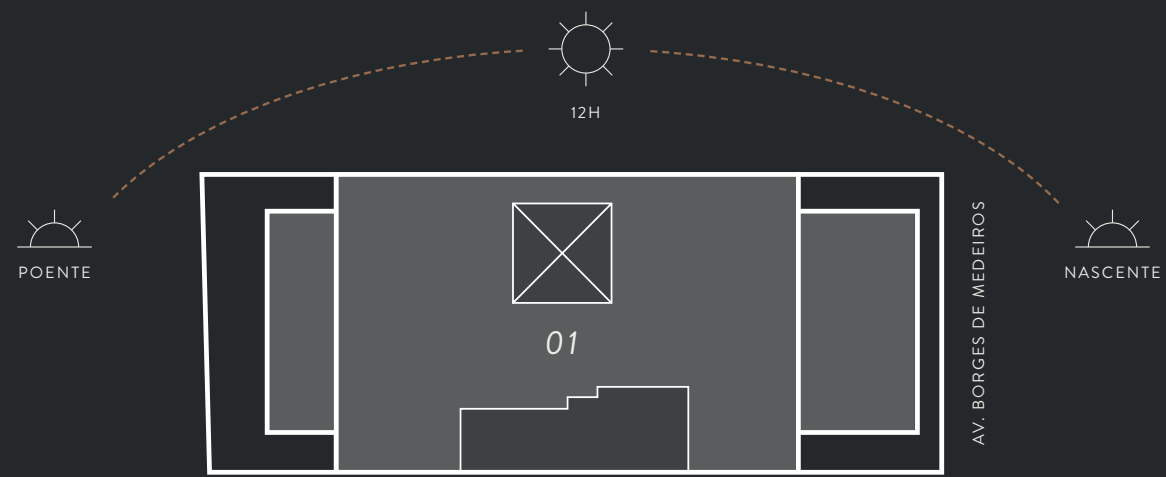 12H
POENTE
NASCENTE
AV. BORGES DE MEDEIROS
01